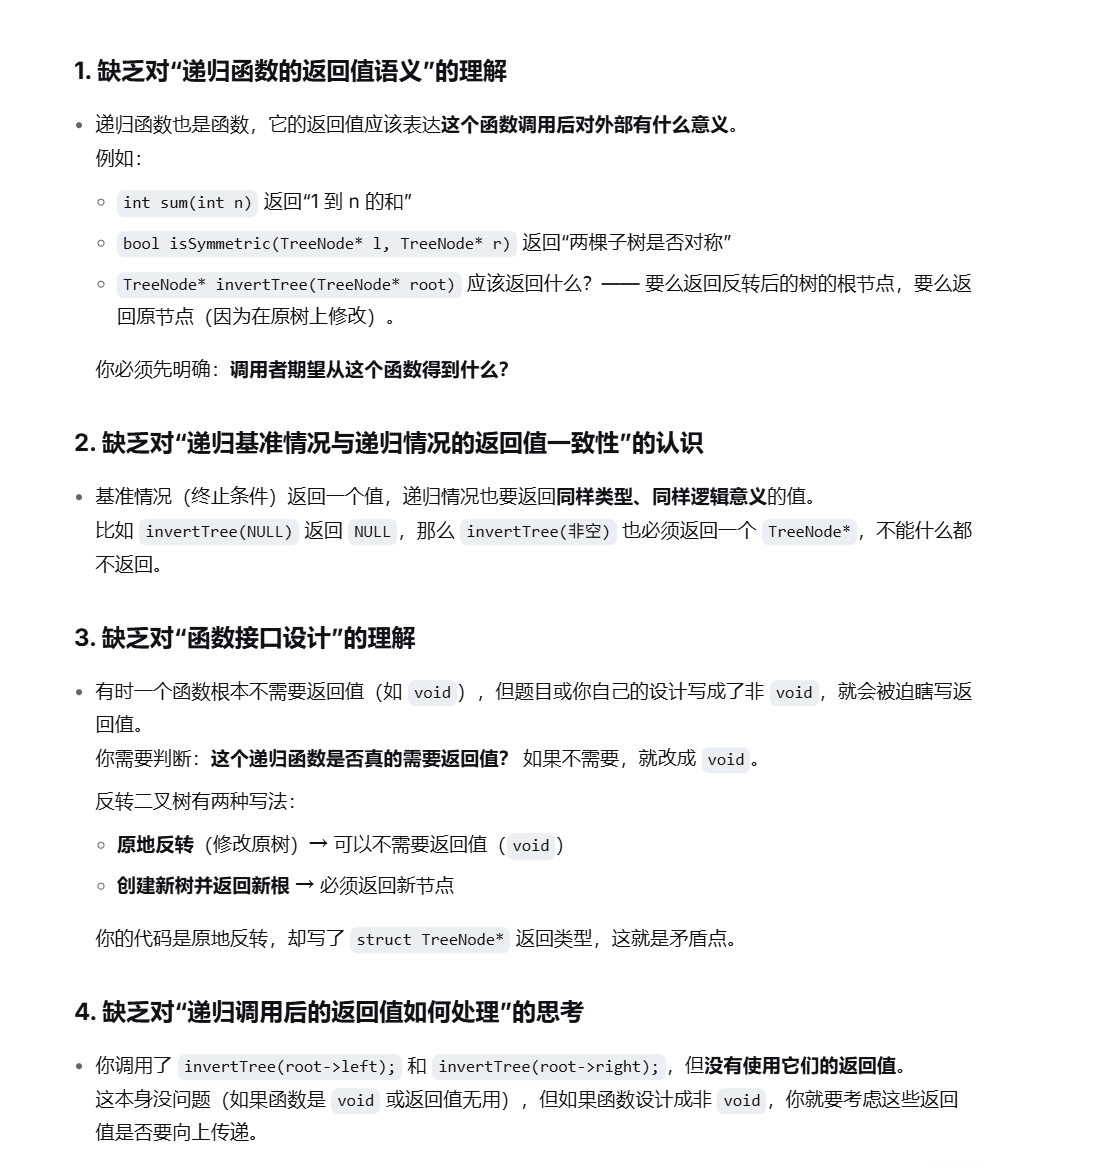 1. 缺乏对“递归函数的返回值语义”的理解
• 递归函数也是函数，它的返回值应该表达这个函数调用后对外部有什么意义。
例如：
○ int sum(int n) 返回“1 到 n 的和”
○ bool isSymmetric(TreeNode* l, TreeNode* r) 返回“两棵子树是否对称”
○ TreeNode* invertTree(TreeNode* root) 应该返回什么？—— 要么返回反转后的树的根节点，要么返
回原节点（因为在原树上修改）。
你必须先明确：调用者期望从这个函数得到什么？
2. 缺乏对“递归基准情况与递归情况的返回值一致性”的认识
• 基准情况（终止条件）返回一个值，递归情况也要返回同样类型、同样逻辑意义的值。
比如 invertTree(NULL) 返回 NULL，那么 invertTree(非空) 也必须返回一个 TreeNode*，不能什么都
不返回。
3. 缺乏对“函数接口设计”的理解
• 有时一个函数根本不需要返回值（如 void），但题目或你自己的设计写成了非 void，就会被迫瞎写返
回值。
你需要判断：这个递归函数是否真的需要返回值？ 如果不需要，就改成 void。
反转二叉树有两种写法：
○ 原地反转（修改原树）→ 可以不需要返回值（void）
○ 创建新树并返回新根 → 必须返回新节点
你的代码是原地反转，却写了 struct TreeNode* 返回类型，这就是矛盾点。
4. 缺乏对“递归调用后的返回值如何处理”的思考
• 你调用了 invertTree(root->left); 和 invertTree(root->right);，但没有使用它们的返回值。
这本身没问题（如果函数是 void 或返回值无用），但如果函数设计成非 void，你就要考虑这些返回
值是否要向上传递。